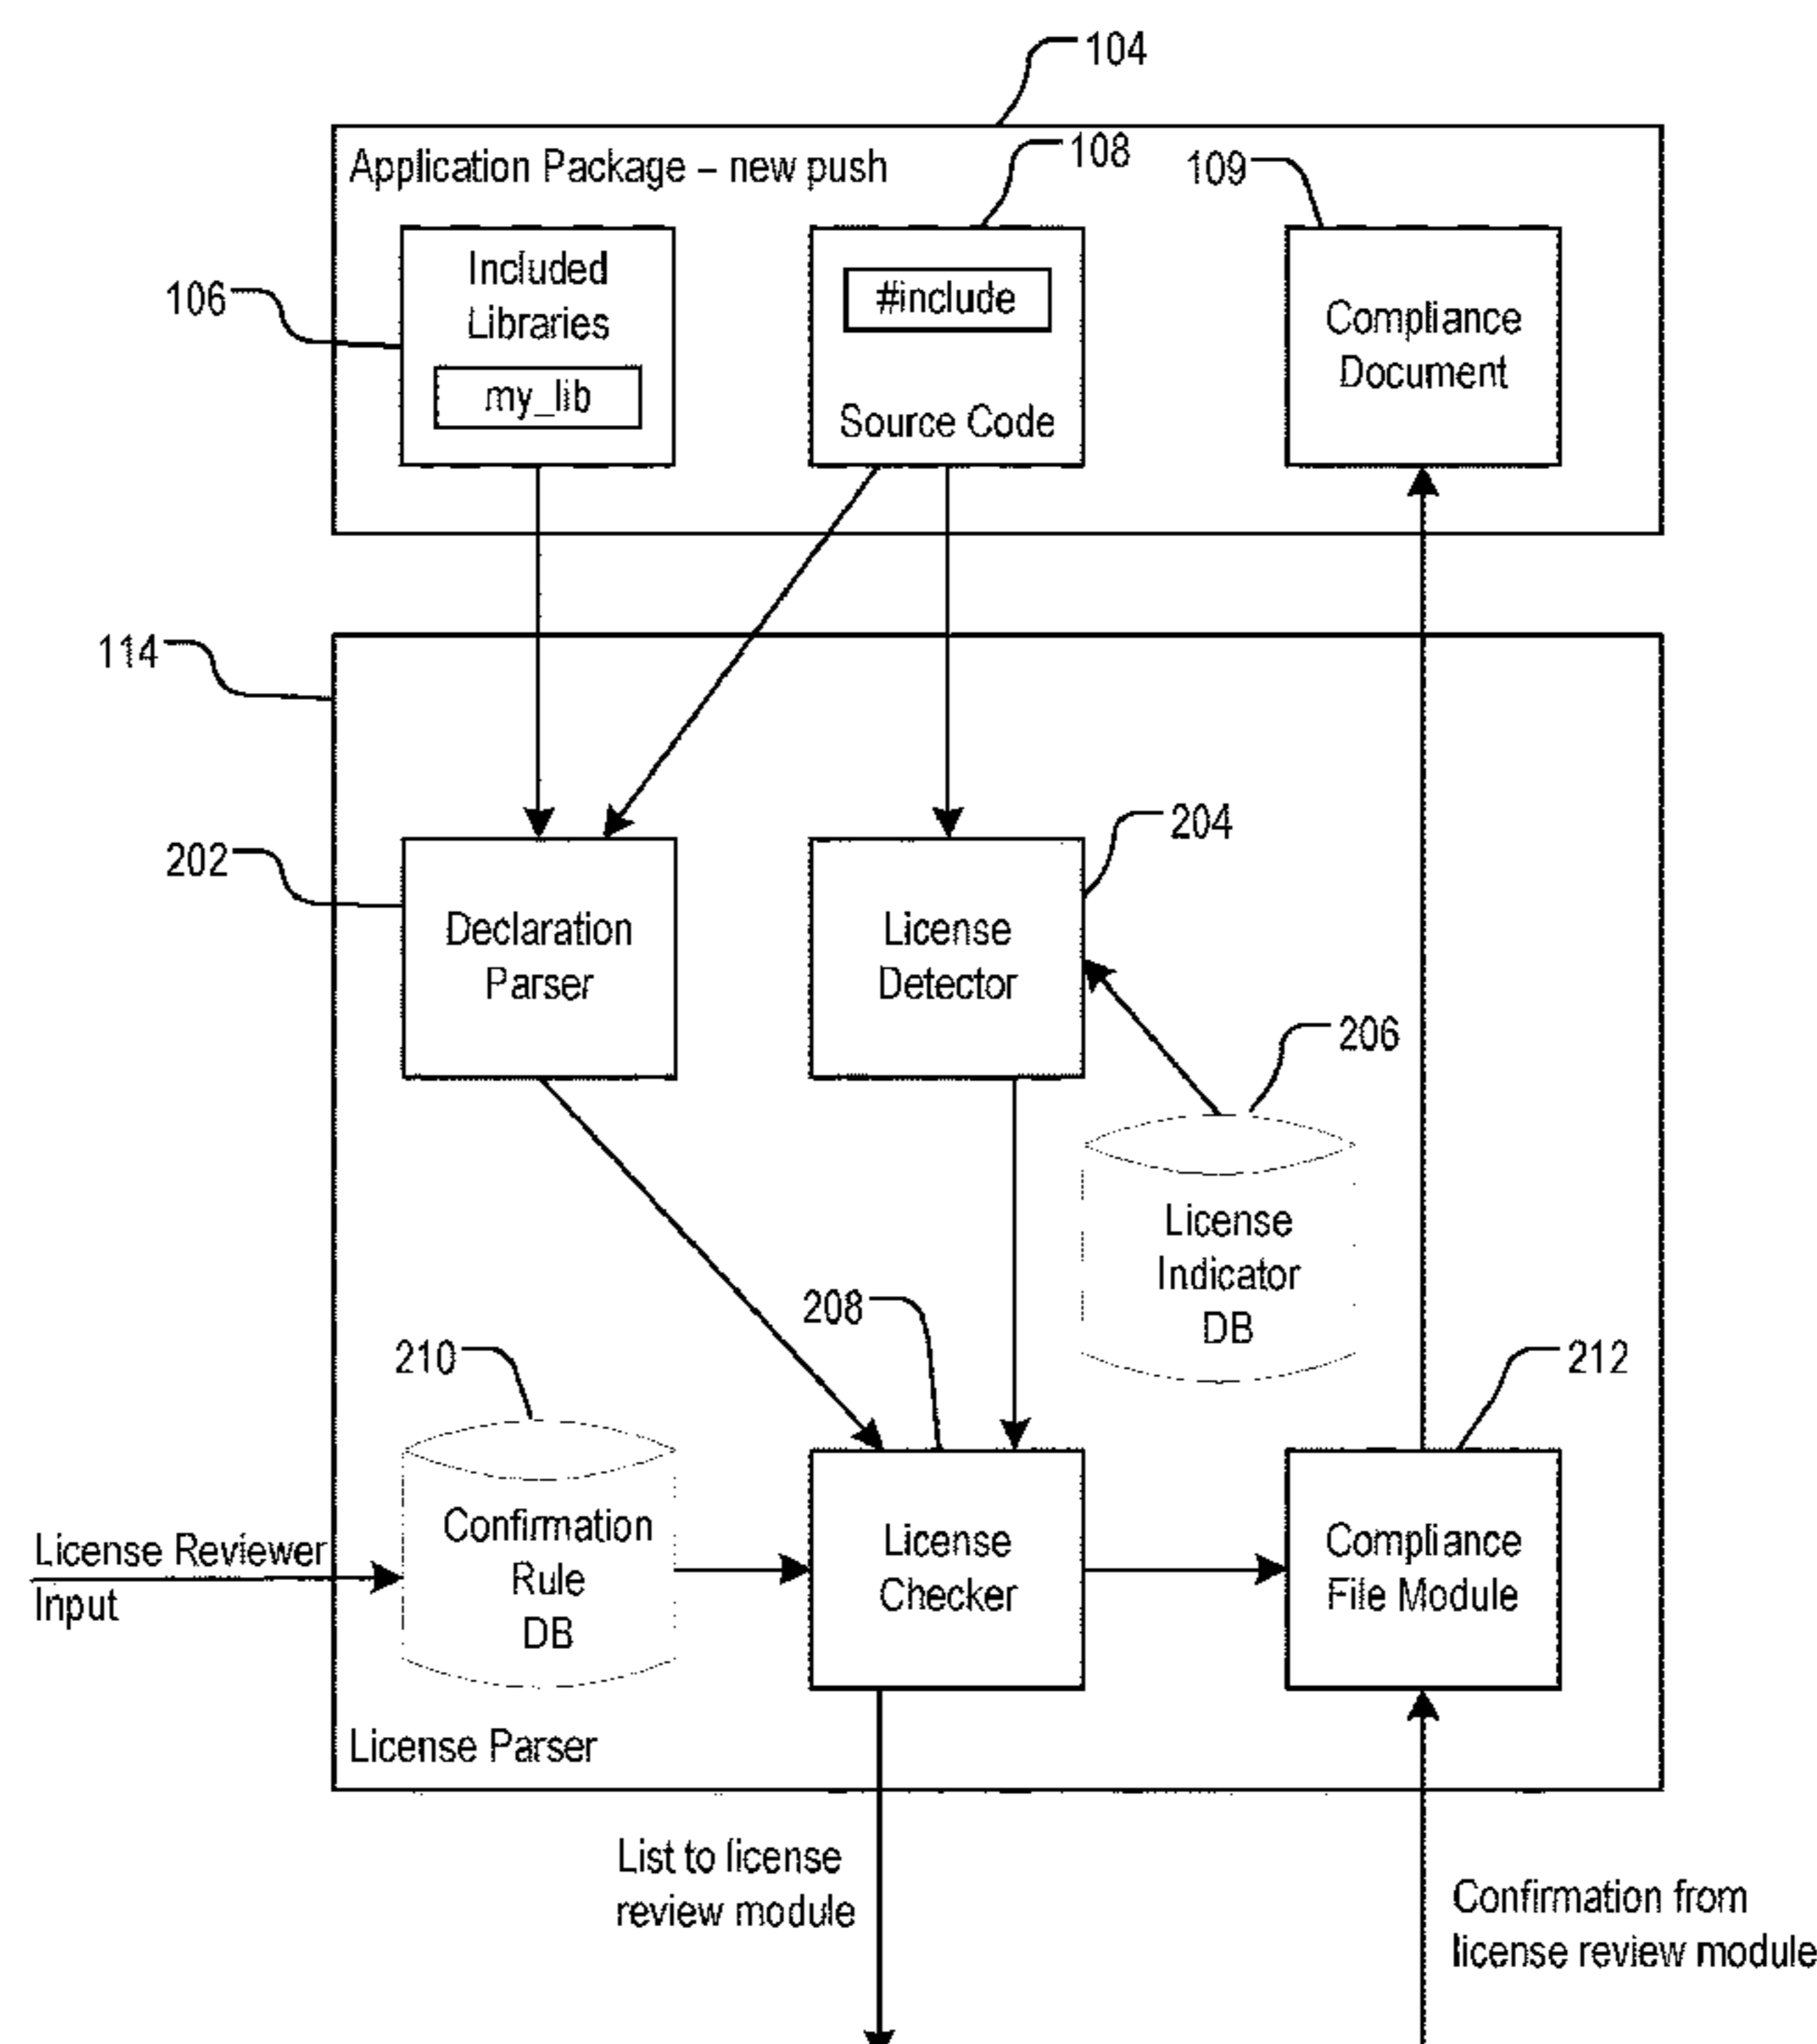 104
Application Package – new push
108
109
106
Included
Libraries
my_lib
#include
Source Code
Compliance
Document
114
202
Declaration
Parser
204
License
Detector
206
License
Indicator
DB
208
210
212
License Reviewer
Input
Confirmation
Rule
DB
License
Checker
Compliance
File Module
License Parser
List to license
review module
Confirmation from
license review module